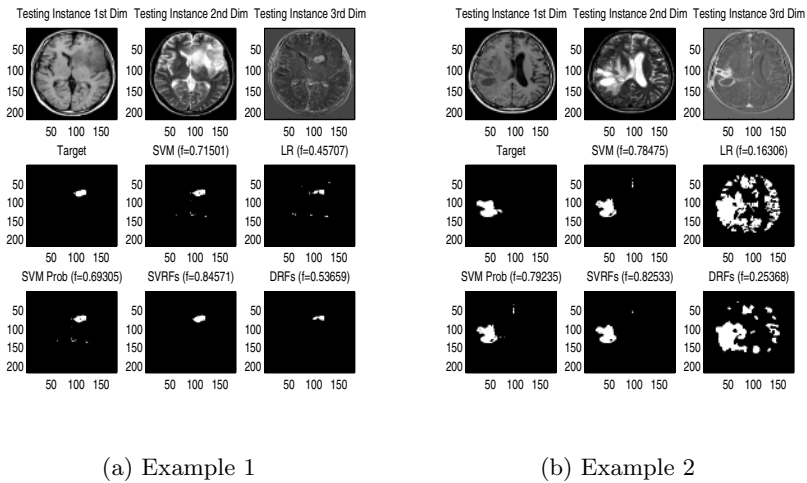 Testing Instance 1st Dim Testing Instance 2nd Dim Testing Instance 3rd Dim
50
100
150
200
50 100 150 50 100 150 50 100 150
Target SVM (f=0.71501) LR (f=0.45707)
50
100
150
200
50 100 150 50 100 150 50 100 150
SVM Prob (f=0.69305) SVRFs (f=0.84571) DRFs (f=0.53659)
50
100
150
200
50 100 150 50 100 150 50 100 150
(a) Example 1
Testing Instance 1st Dim Testing Instance 2nd Dim Testing Instance 3rd Dim
50
100
150
200
50 100 150 50 100 150 50 100 150
Target SVM (f=0.78475) LR (f=0.16306)
50
100
150
200
50 100 150 50 100 150 50 100 150
SVM Prob (f=0.79235) SVRFs (f=0.82533) DRFs (f=0.25368)
50
100
150
200
50 100 150 50 100 150 50 100 150
(b) Example 2